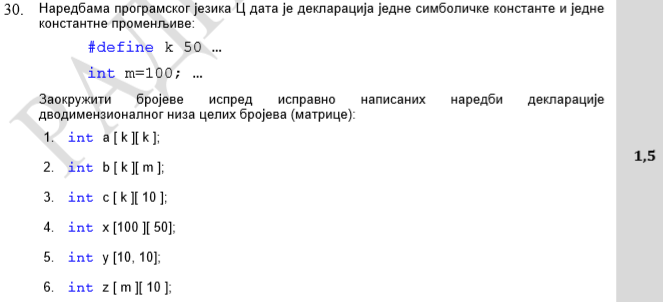 30. Наредбама програмског језика Ц дата је декларација једне симболичке константе и једне
константне променљиве:
#define k 50 …
int m=100; …
Заокружити бројеве испред исправно написаних наредби декларације
дводимензионалног низа целих бројева (матрице):
1. int a [ k ][ k ];
2. int b [ k ][ m ];
3. int c [ k ][ 10 ];
4. int x [100 ][ 50];
5. int y [10, 10];
6. int z [ m ][ 10 ];
1,5